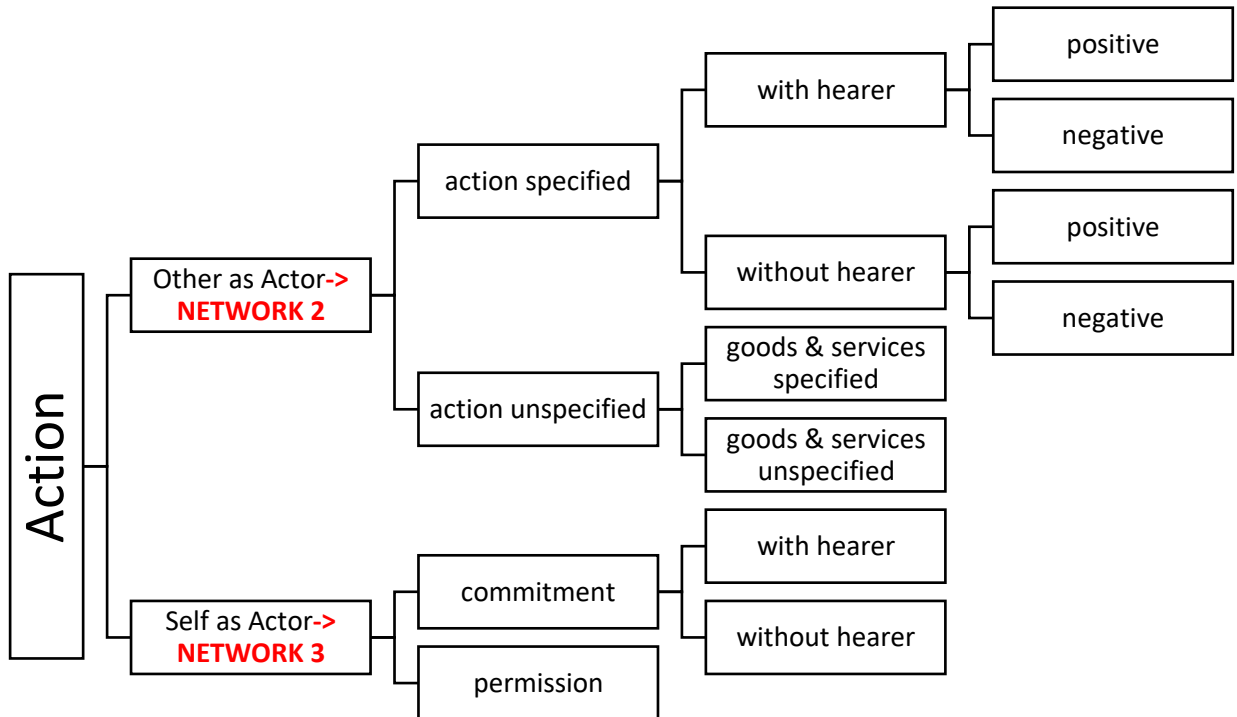 Action
Other as Actor->
NETWORK 2
action specified
with hearer
positive
negative
without hearer
positive
negative
action unspecified
goods & services
specified
goods & services
unspecified
Self as Actor->
NETWORK 3
commitment
with hearer
without hearer
permission